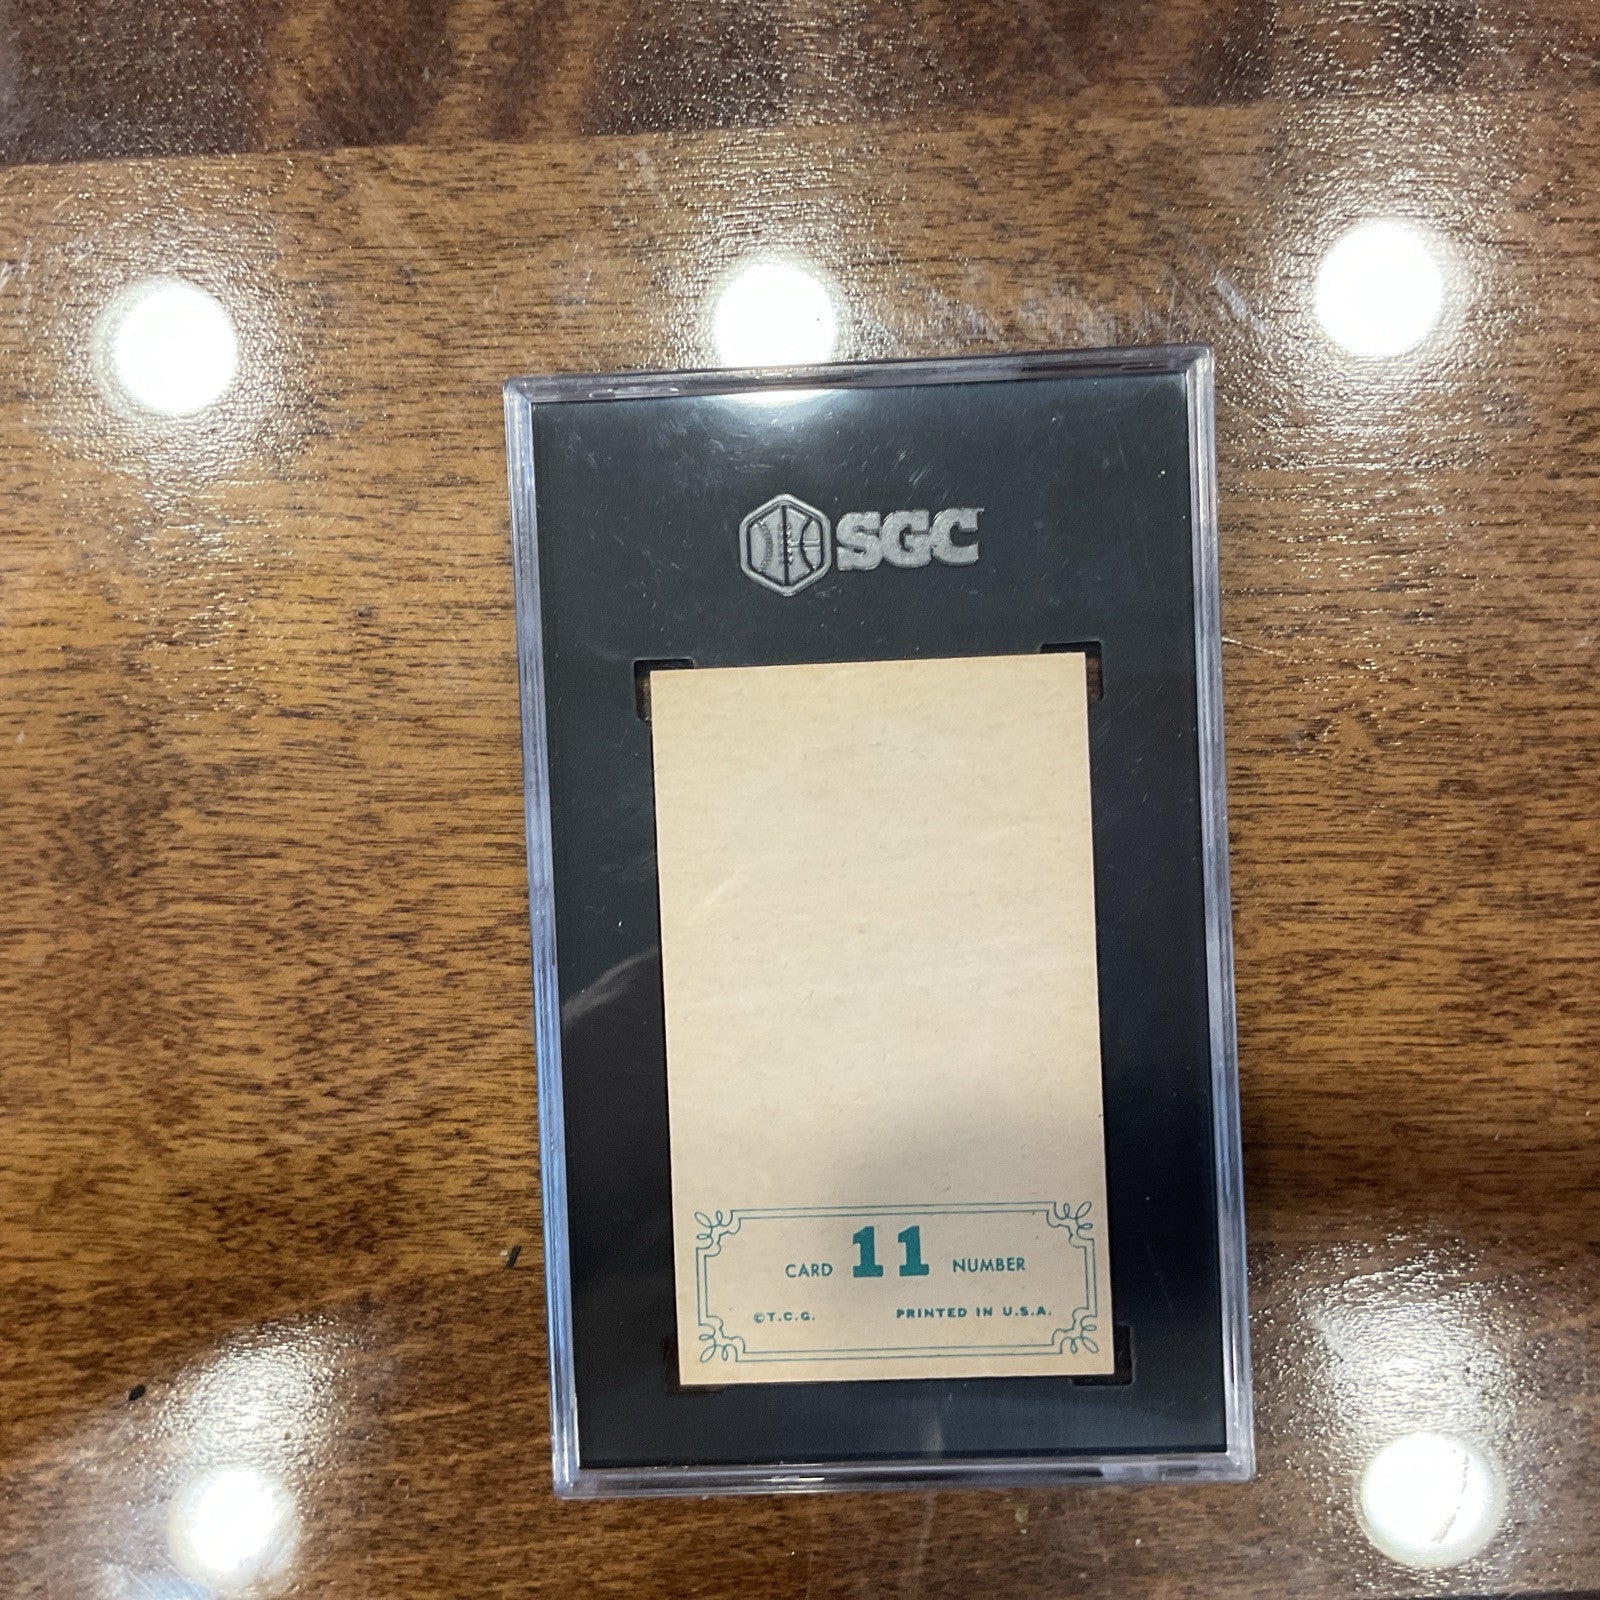 SGC
CARD 11 NUMBER
©T.C.G. PRINTED IN U.S.A.